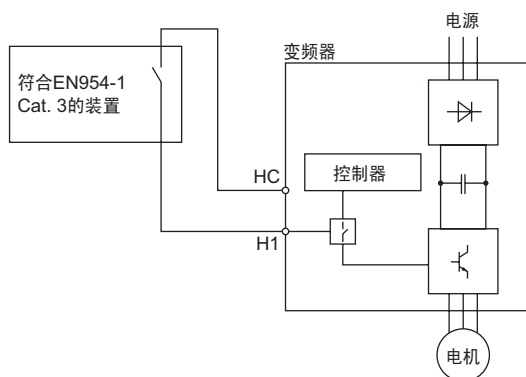 电源
变频器
符合EN954-1
Cat. 3的装置
控制器
HC
H1
电机